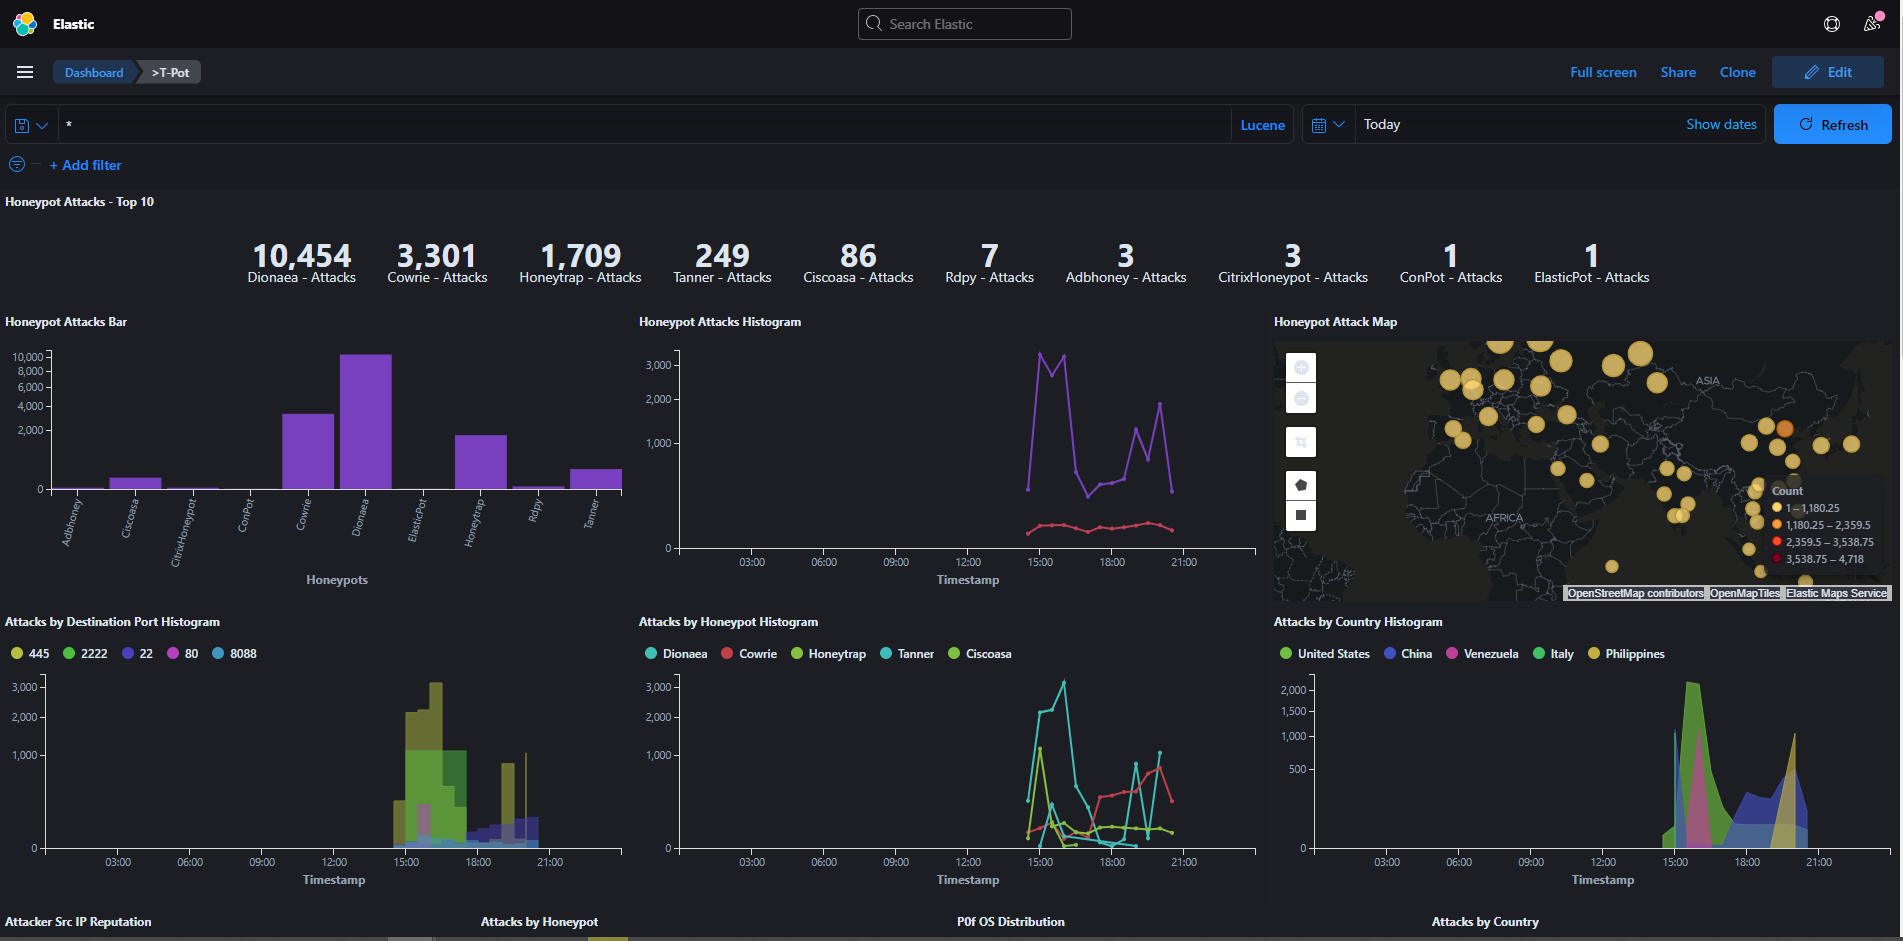 Elastic
Search Elastic
Dashboard
>T-Pot
Full screen
Share
Clone
Edit
*
Lucene
Today
Show dates
Refresh
+ Add filter
Honeypot Attacks - Top 10
10,454
Dionaea - Attacks
3,301
Cowrie - Attacks
1,709
Honeytrap - Attacks
249
Tanner - Attacks
86
Ciscoasa - Attacks
7
Rdpy - Attacks
3
Adbhoney - Attacks
3
CitrixHoneypot - Attacks
1
ConPot - Attacks
1
ElasticPot - Attacks
Honeypot Attacks Bar
10,000
8,000
6,000
4,000
2,000
0
Adbhoney
Ciscoasa
CitrixHoneypot
ConPot
Cowrie
Dionaea
ElasticPot
Honeytrap
Rdpy
Tanner
Honeypots
Honeypot Attacks Histogram
3,000
2,000
1,000
0
03:00
06:00
09:00
12:00
15:00
18:00
21:00
Timestamp
Honeypot Attack Map
ASIA
AFRICA
Count
1 – 1,180.25
1,180.25 – 2,359.5
2,359.5 – 3,538.75
3,538.75 – 4,718
OpenStreetMap contributors
OpenMapTiles
Elastic Maps Service
Attacks by Destination Port Histogram
445
2222
22
80
8088
3,000
2,000
1,000
0
03:00
06:00
09:00
12:00
15:00
18:00
21:00
Timestamp
Attacks by Honeypot Histogram
Dionaea
Cowrie
Honeytrap
Tanner
Ciscoasa
3,000
2,000
1,000
0
03:00
06:00
09:00
12:00
15:00
18:00
21:00
Timestamp
Attacks by Country Histogram
United States
China
Venezuela
Italy
Philippines
2,000
1,500
1,000
500
0
03:00
06:00
09:00
12:00
15:00
18:00
21:00
Timestamp
Attacker Src IP Reputation
Attacks by Honeypot
P0f OS Distribution
Attacks by Country